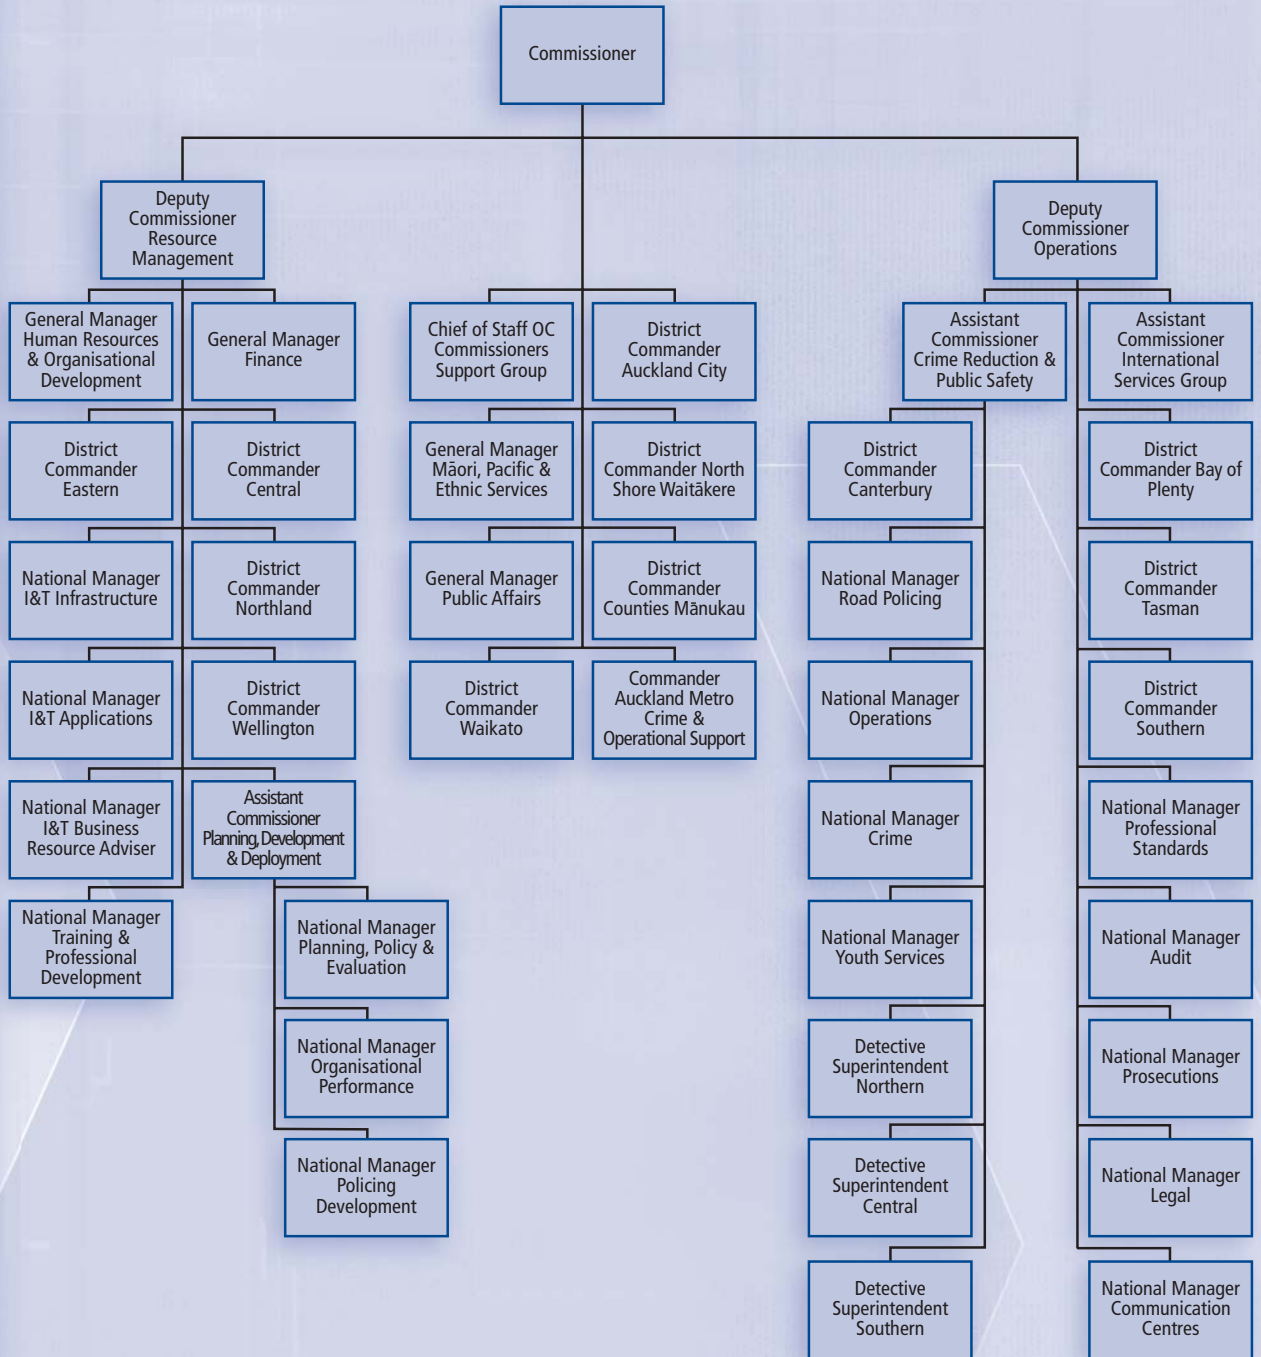 Commissioner
Deputy
Commissioner
Resource
Management
Deputy
Commissioner
Operations
General Manager
Human Resources
& Organisational
Development
General Manager
Finance
Chief of Staff OC
Commissioners
Support Group
District
Commander
Auckland City
Assistant
Commissioner
Crime Reduction &
Public Safety
Assistant
Commissioner
International
Services Group
District
Commander
Eastern
District
Commander
Central
General Manager
Māori, Pacific &
Ethnic Services
District
Commander North
Shore Waitākere
District
Commander
Canterbury
District
Commander Bay of
Plenty
National Manager
I&T Infrastructure
District
Commander
Northland
General Manager
Public Affairs
District
Commander
Counties Mānukau
National Manager
Road Policing
District
Commander
Tasman
National Manager
I&T Applications
District
Commander
Wellington
District
Commander
Waikato
Commander
Auckland Metro
Crime &
Operational Support
National Manager
Operations
District
Commander
Southern
National Manager
I&T Business
Resource Adviser
Assistant
Commissioner
Planning, Development
& Deployment
National Manager
Crime
National Manager
Professional
Standards
National Manager
Training &
Professional
Development
National Manager
Planning, Policy &
Evaluation
National Manager
Youth Services
National Manager
Audit
National Manager
Organisational
Performance
Detective
Superintendent
Northern
National Manager
Prosecutions
National Manager
Policing
Development
Detective
Superintendent
Central
National Manager
Legal
Detective
Superintendent
Southern
National Manager
Communication
Centres